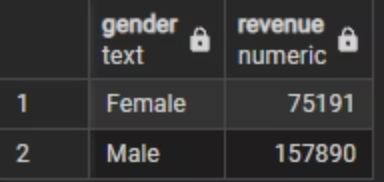 gender revenue
text numeric
1 Female 75191
2 Male 157890